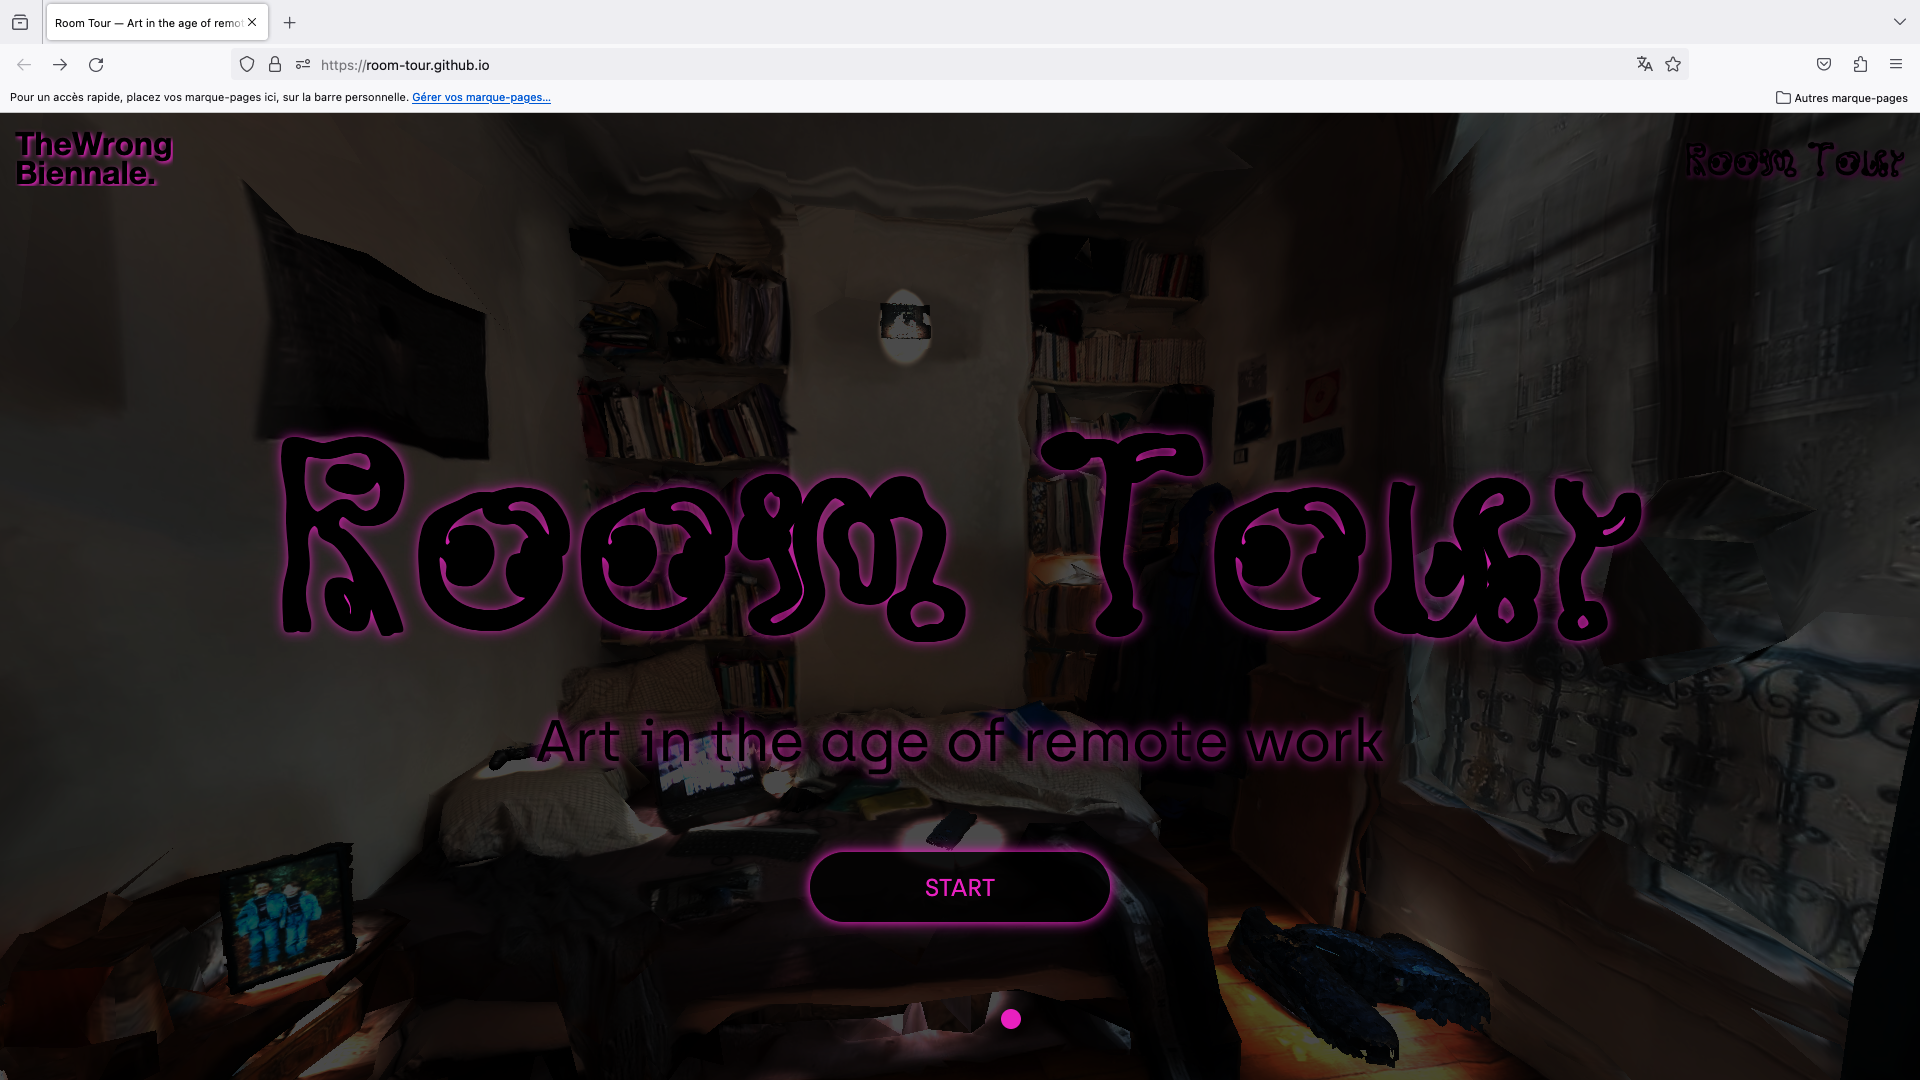 Room Tour — Art in the age of remot
https://room-tour.github.io
Pour un accès rapide, placez vos marque-pages ici, sur la barre personnelle. Gérer vos marque-pages...
Autres marque-pages
TheWrong
Biennale.
Room Tour
Room Tour
Art in the age of remote work
START